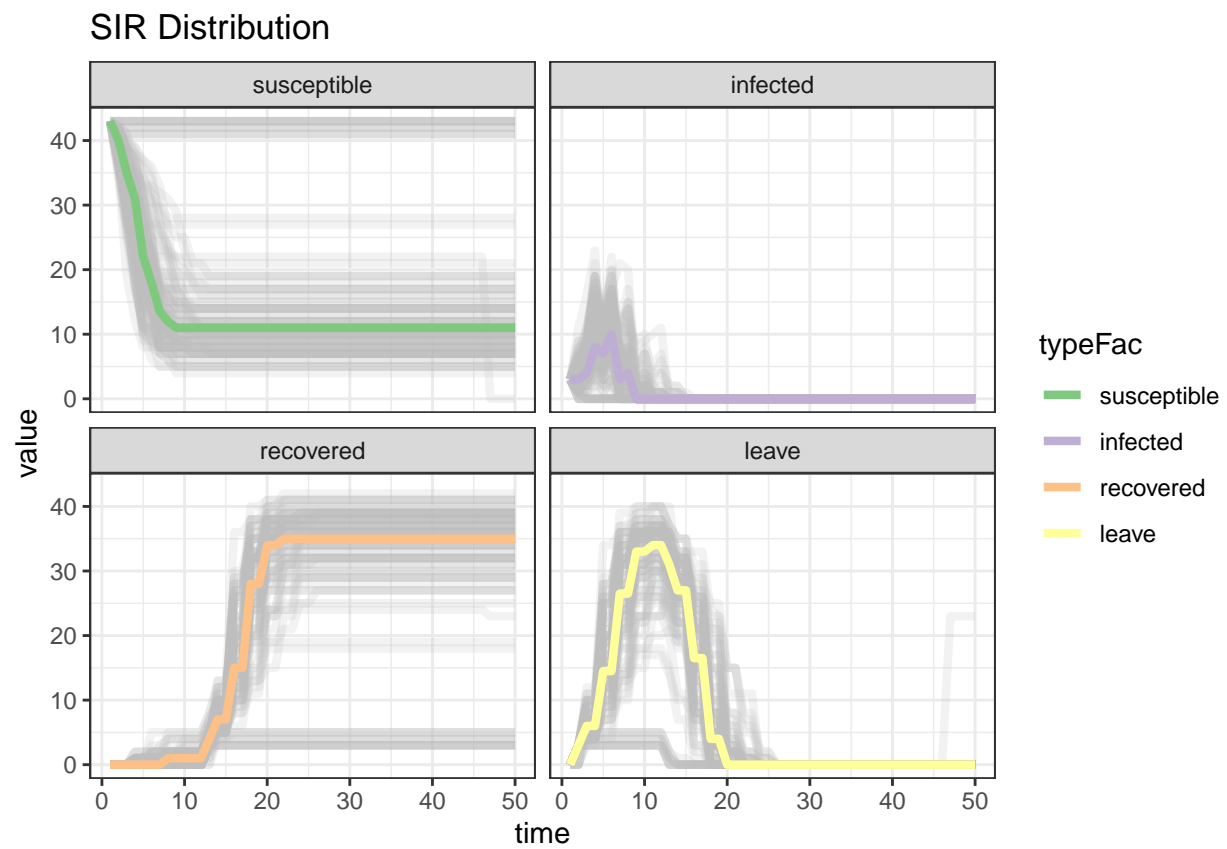 SIR Distribution
susceptible
infected
40
30
20
10
0
value
recovered
leave
40
30
20
10
0
0 10 20 30 40 50
0 10 20 30 40 50
time
typeFac
susceptible
infected
recovered
leave